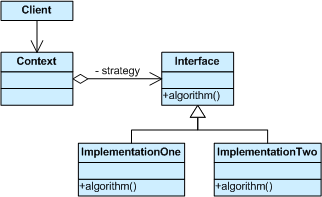 Client
Context
- strategy
Interface
+algorithm()
ImplementationOne
+algorithm()
ImplementationTwo
+algorithm()